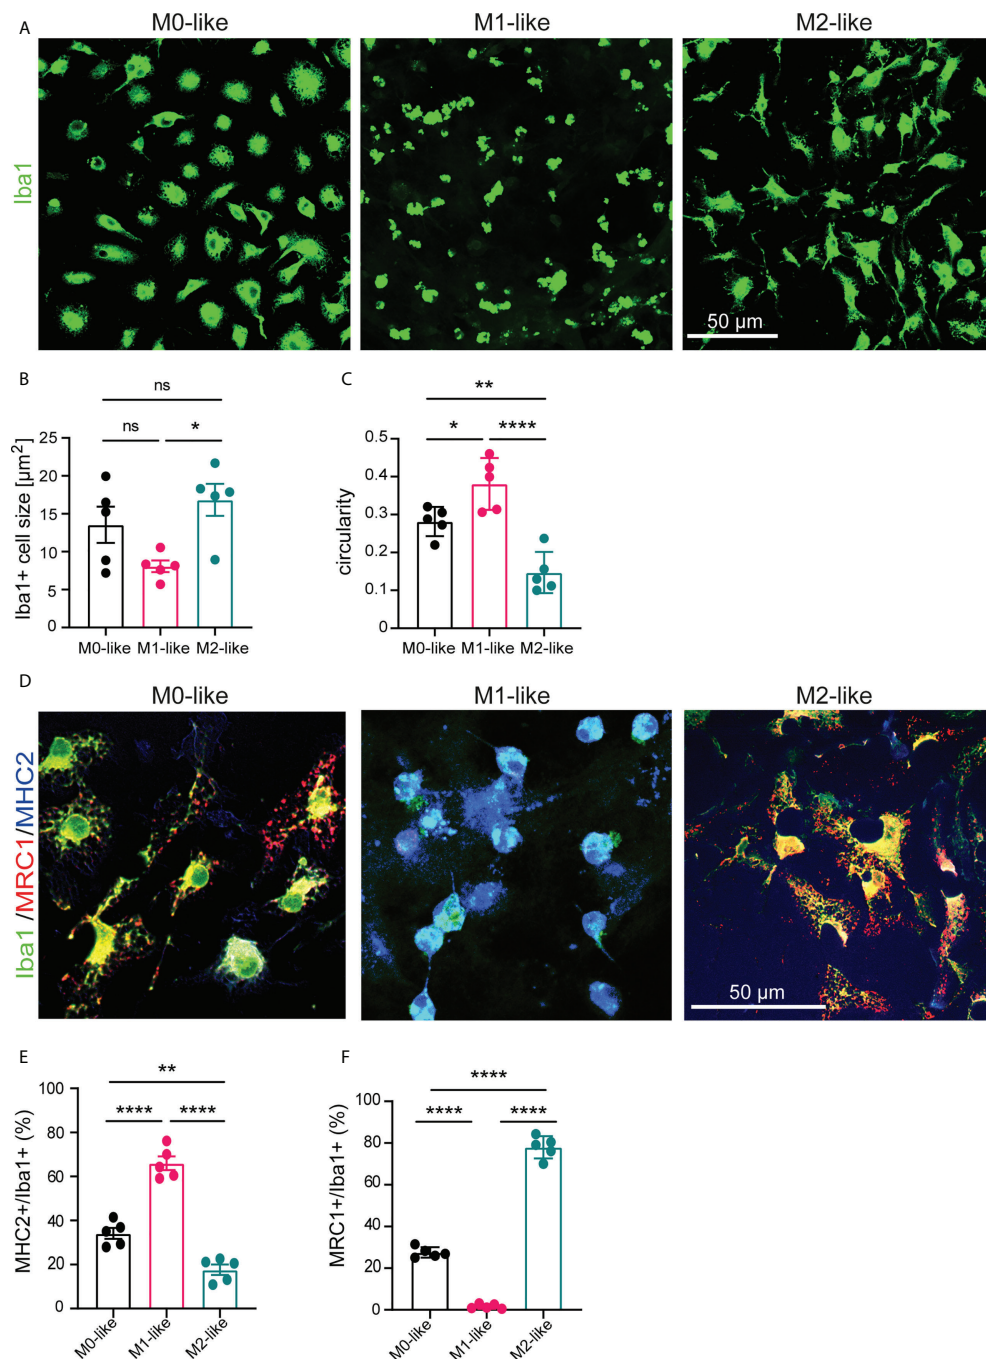 A
M0-like M1-like M2-like
Iba1
50 µm
B
ns
ns *
Iba1+ cell size [µm²]
25
20
15
10
5
0
M0-like M1-like M2-like
C
**
* ****
circularity
0.5
0.4
0.3
0.2
0.1
0
M0-like M1-like M2-like
D
M0-like M1-like M2-like
Iba1/MRC1/MHC2
50 µm
E
**
**** ****
MHC2+/Iba1+ (%)
100
80
60
40
20
0
M0-like M1-like M2-like
F
****
**** ****
MRC1+/Iba1+ (%)
100
80
60
40
20
0
M0-like M1-like M2-like